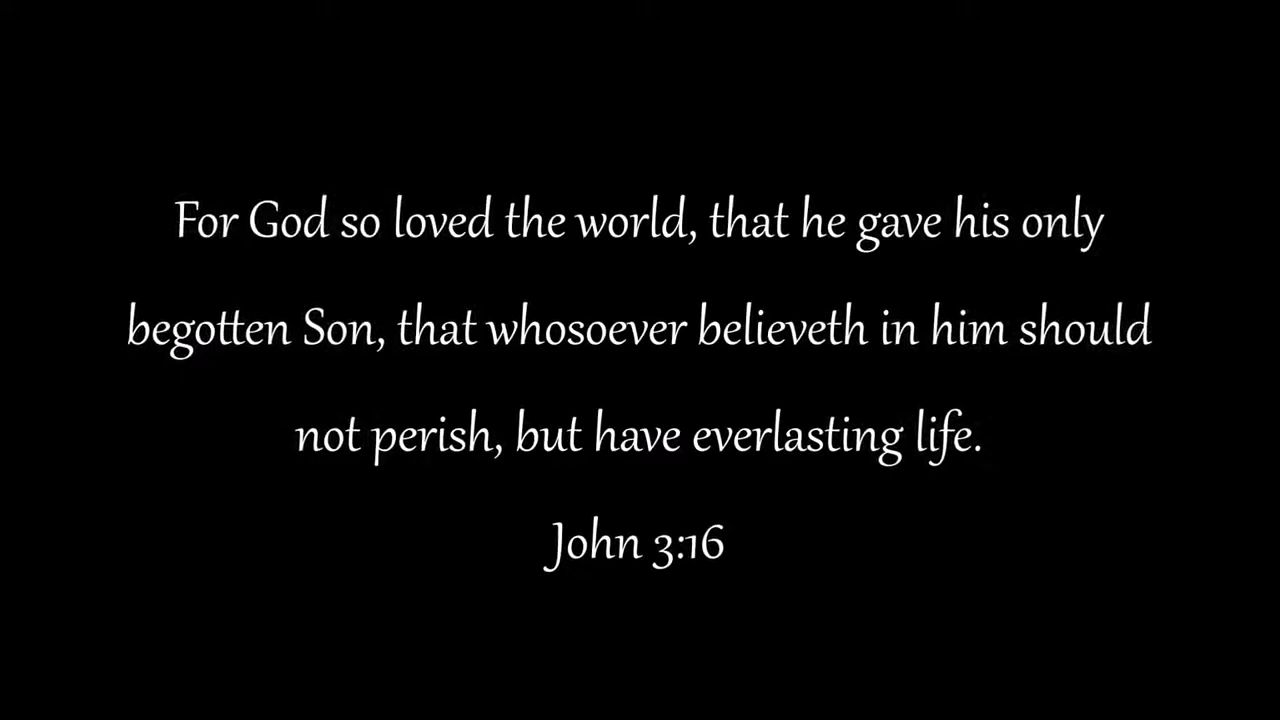 For God so loved the world, that he gave his only
begotten Son, that whosoever believeth in him should
not perish, but have everlasting life.
John 3:16